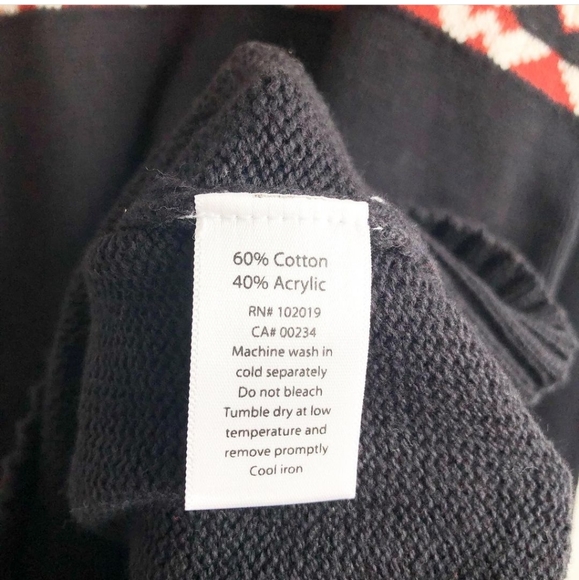 60% Cotton
40% Acrylic
RN# 102019
CA# 00234
Machine wash in
cold separately
Do not bleach
Tumble dry at low
temperature and
remove promptly
Cool iron